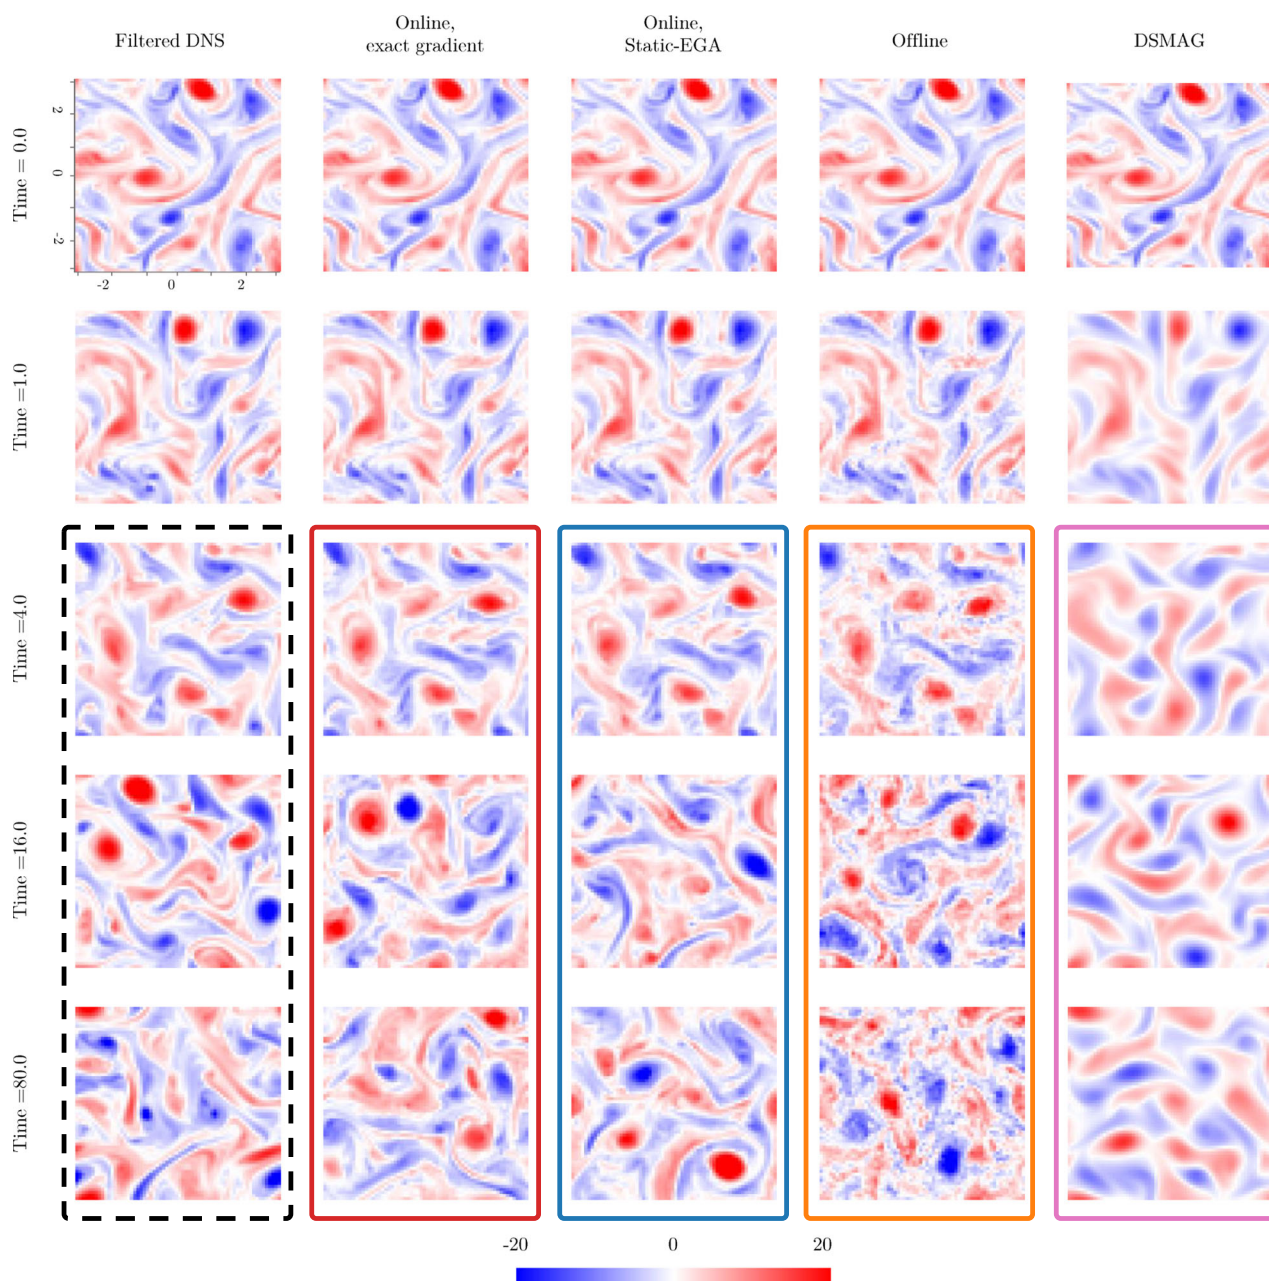 Filtered DNS
Online,
exact gradient
Online,
Static-EGA
Offline
DSMAG
Time = 0.0
2
0
-2
-2
0
2
Time =1.0
Time =4.0
Time =16.0
Time =80.0
-20
0
20